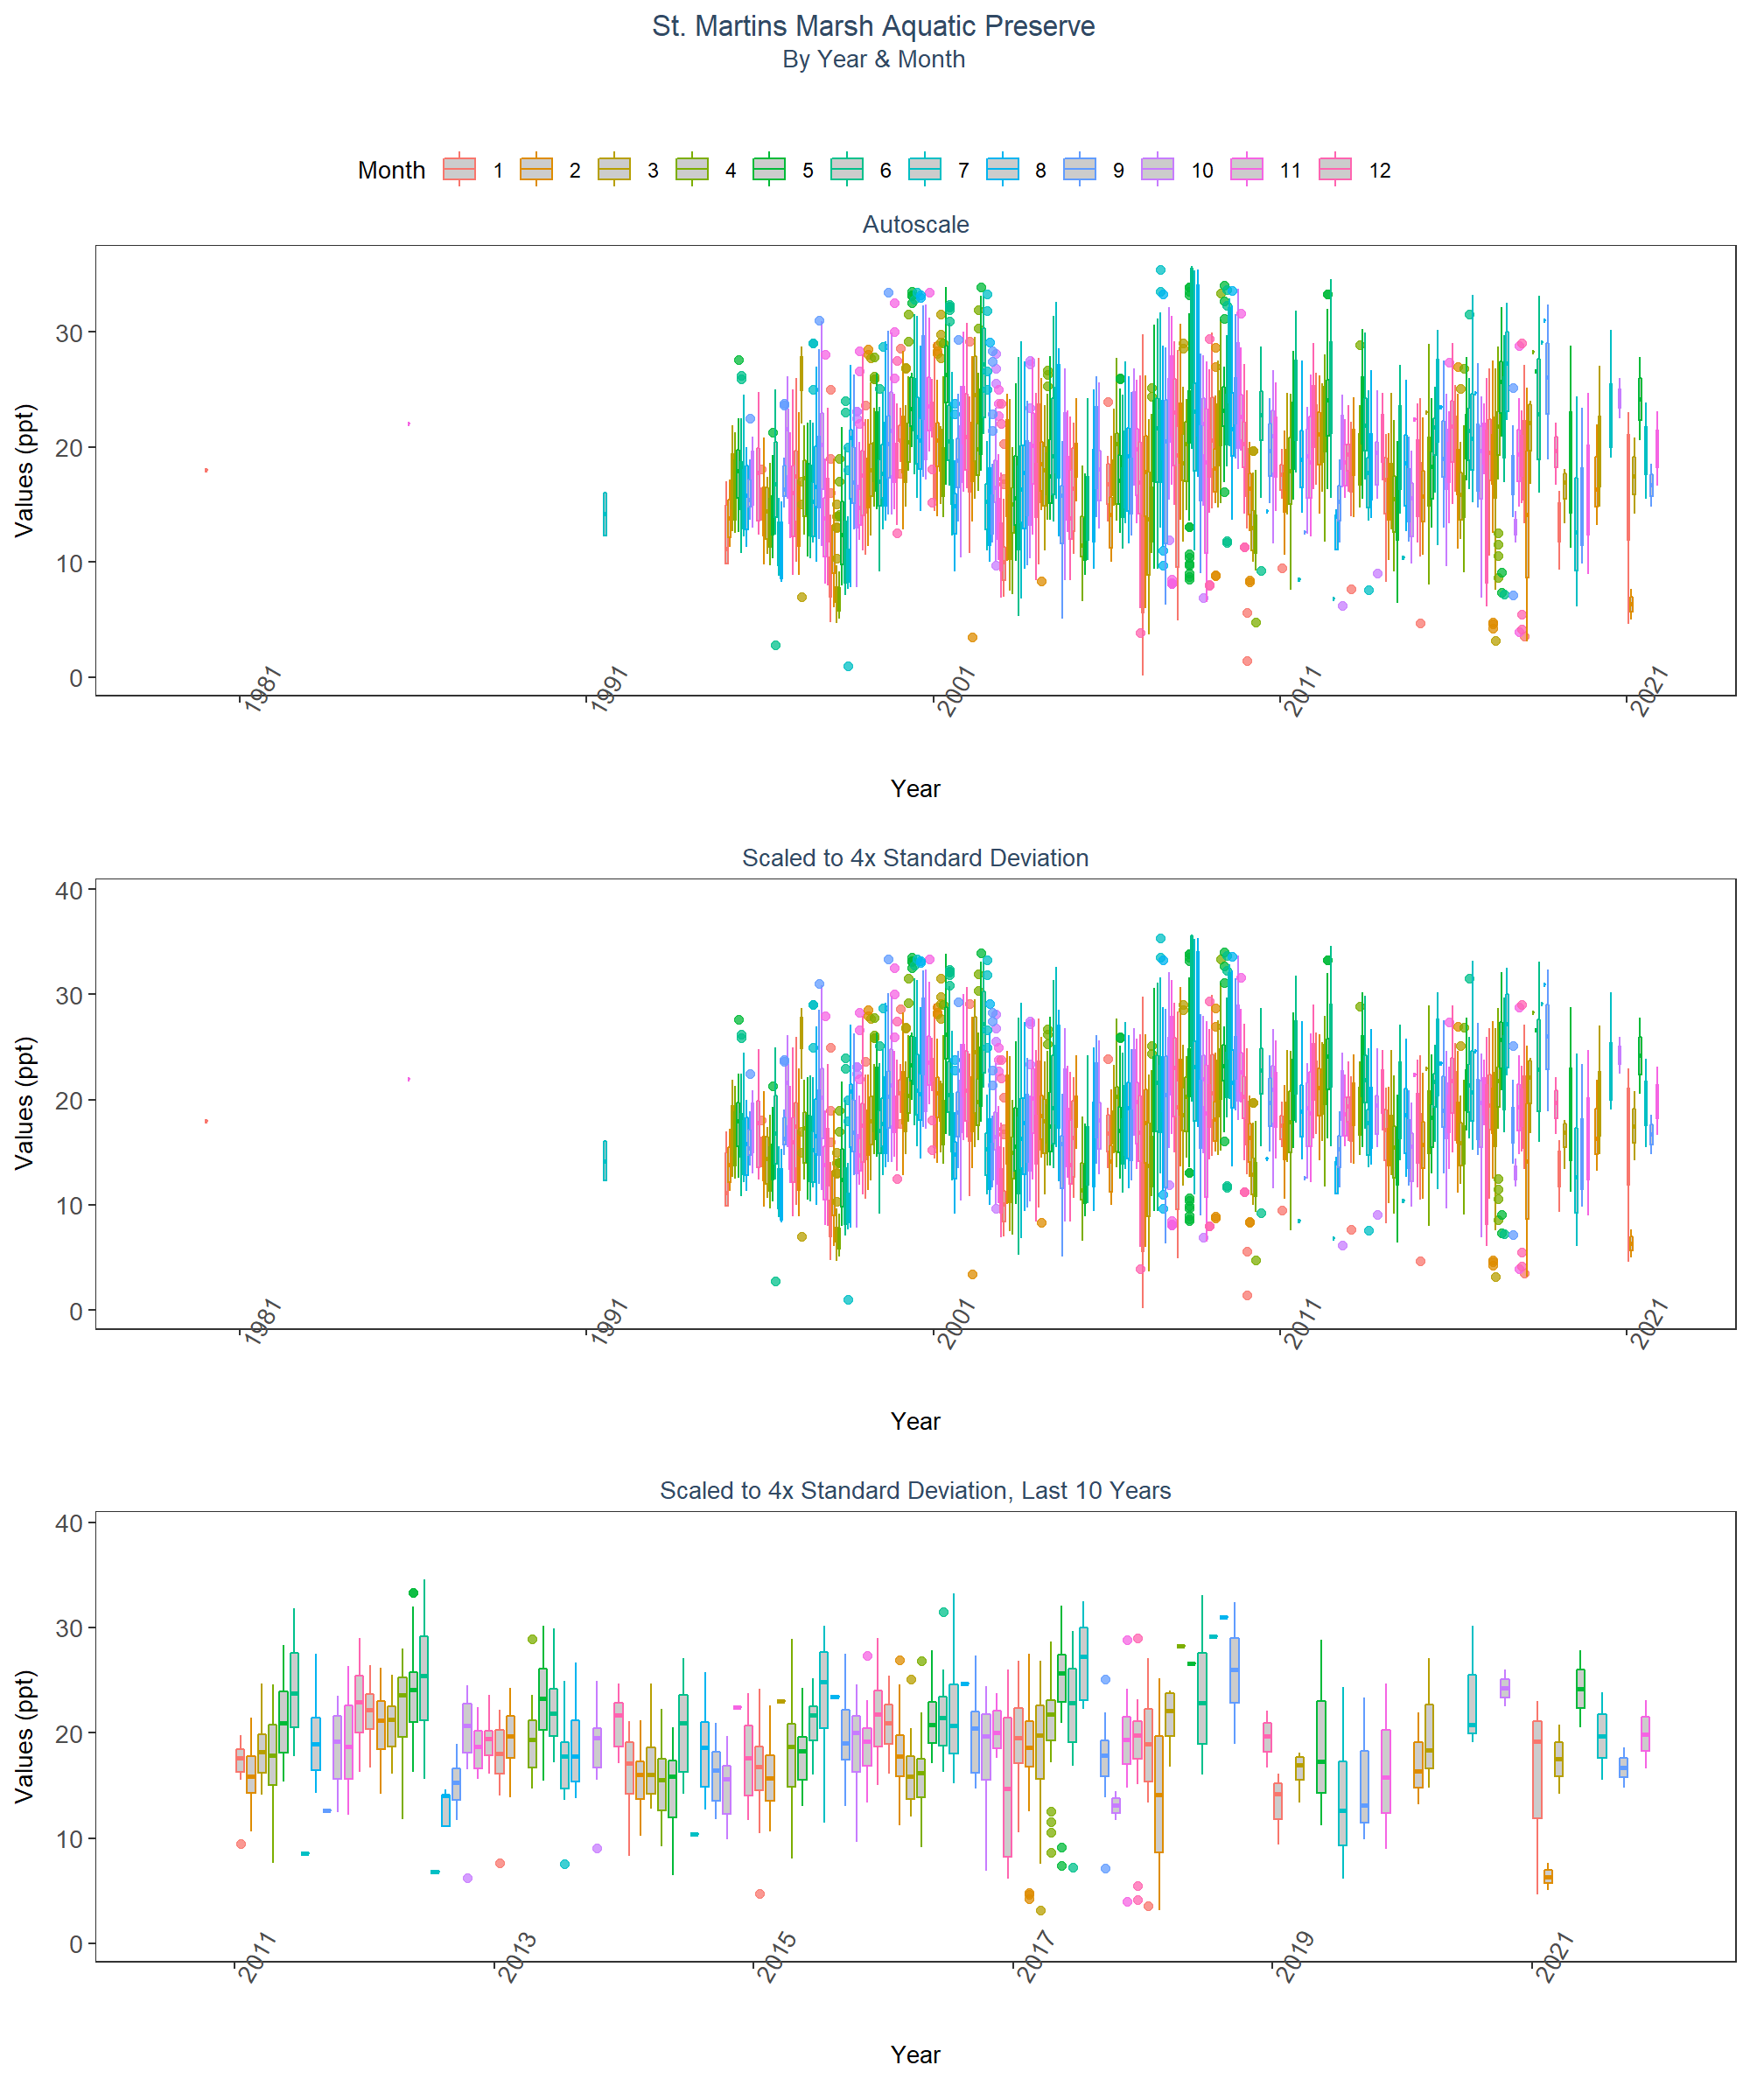 St. Martins Marsh Aquatic Preserve
By Year & Month
Month 1 2 3 4 5 6 7 8 9 10 11 12
Autoscale
Values (ppt)
30
20
10
0
1981 1991 2001 2011 2021
Year
Scaled to 4x Standard Deviation
Values (ppt)
40
30
20
10
0
1981 1991 2001 2011 2021
Year
Scaled to 4x Standard Deviation, Last 10 Years
Values (ppt)
40
30
20
10
0
2011 2013 2015 2017 2019 2021
Year